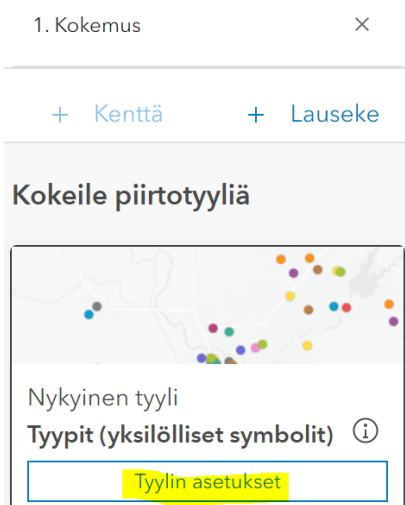 1. Kokemus ×
+ Kenttä + Lauseke
Kokeile piirtotyyliä
Nykyinen tyyli
Tyypit (yksilölliset symbolit)
Tyylin asetukset